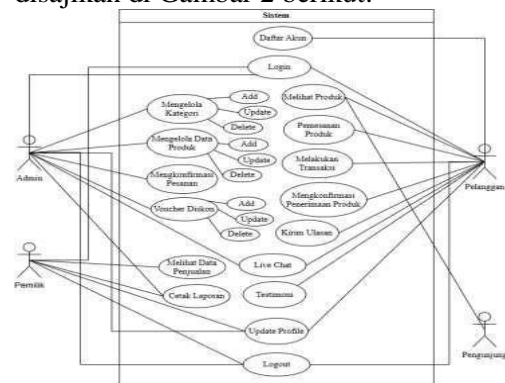 disajikan di Gambar 2 berikut.
Sistem
Daftar Akun
Login
Mengelola
Kategori
Add
Update
Delete
Melihat Produk
Mengelola Data
Produk
Add
Update
Delete
Pemesanan
Produk
Mengkonfirmasi
Pesanan
Melakukan
Transaksi
Voucher Diskon
Add
Update
Delete
Mengkonfirmasi
Penerimaan Produk
Kirim Ulasan
Melihat Data
Penjualan
Live Chat
Cetak Laporan
Testimoni
Update Profile
Logout
Admin
Pemilik
Pelanggan
Pengunjung